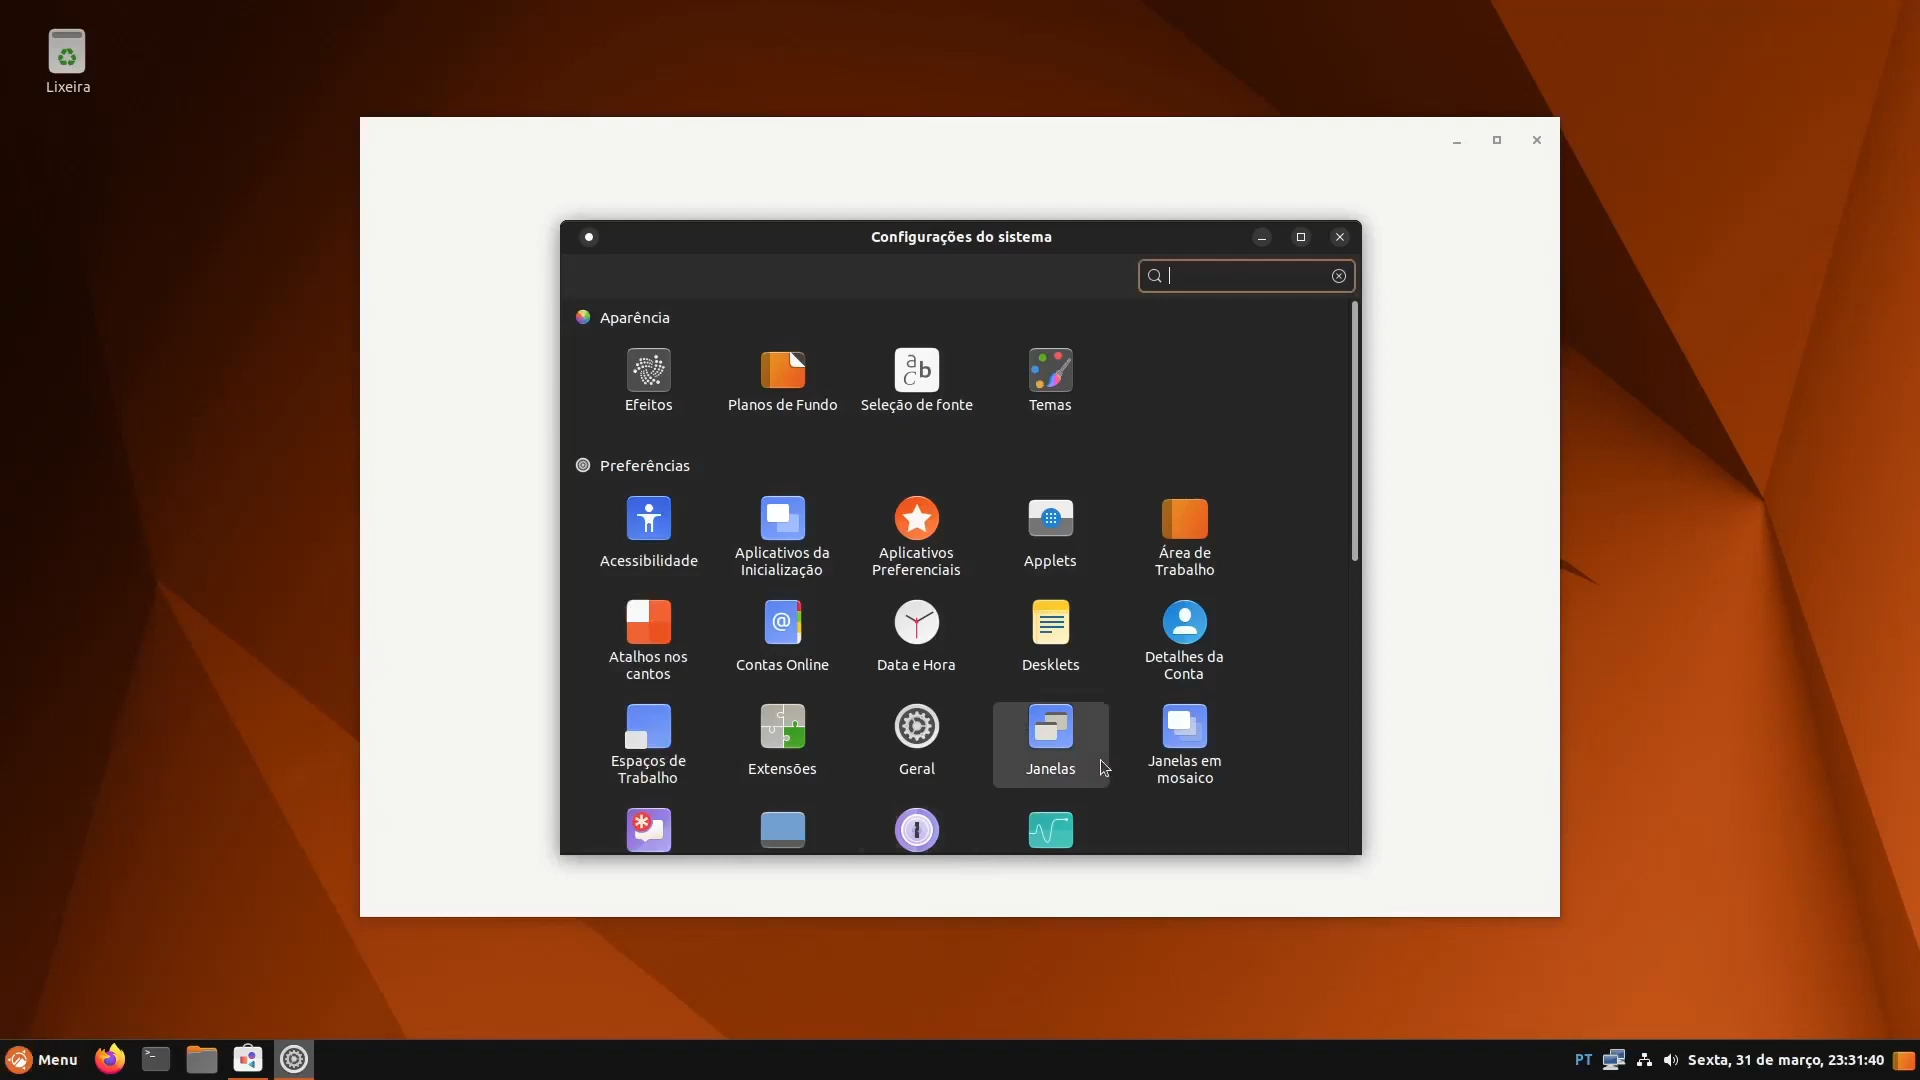 Lixeira
Configurações do sistema
Aparência
Efeitos
Planos de Fundo
Seleção de fonte
Temas
Preferências
Acessibilidade
Aplicativos da
Inicialização
Aplicativos
Preferenciais
Applets
Área de
Trabalho
Atalhos nos
cantos
Contas Online
Data e Hora
Desklets
Detalhes da
Conta
Espaços de
Trabalho
Extensões
Geral
Janelas
Janelas em
mosaico
Menu
PT
Sexta, 31 de março, 23:31:40